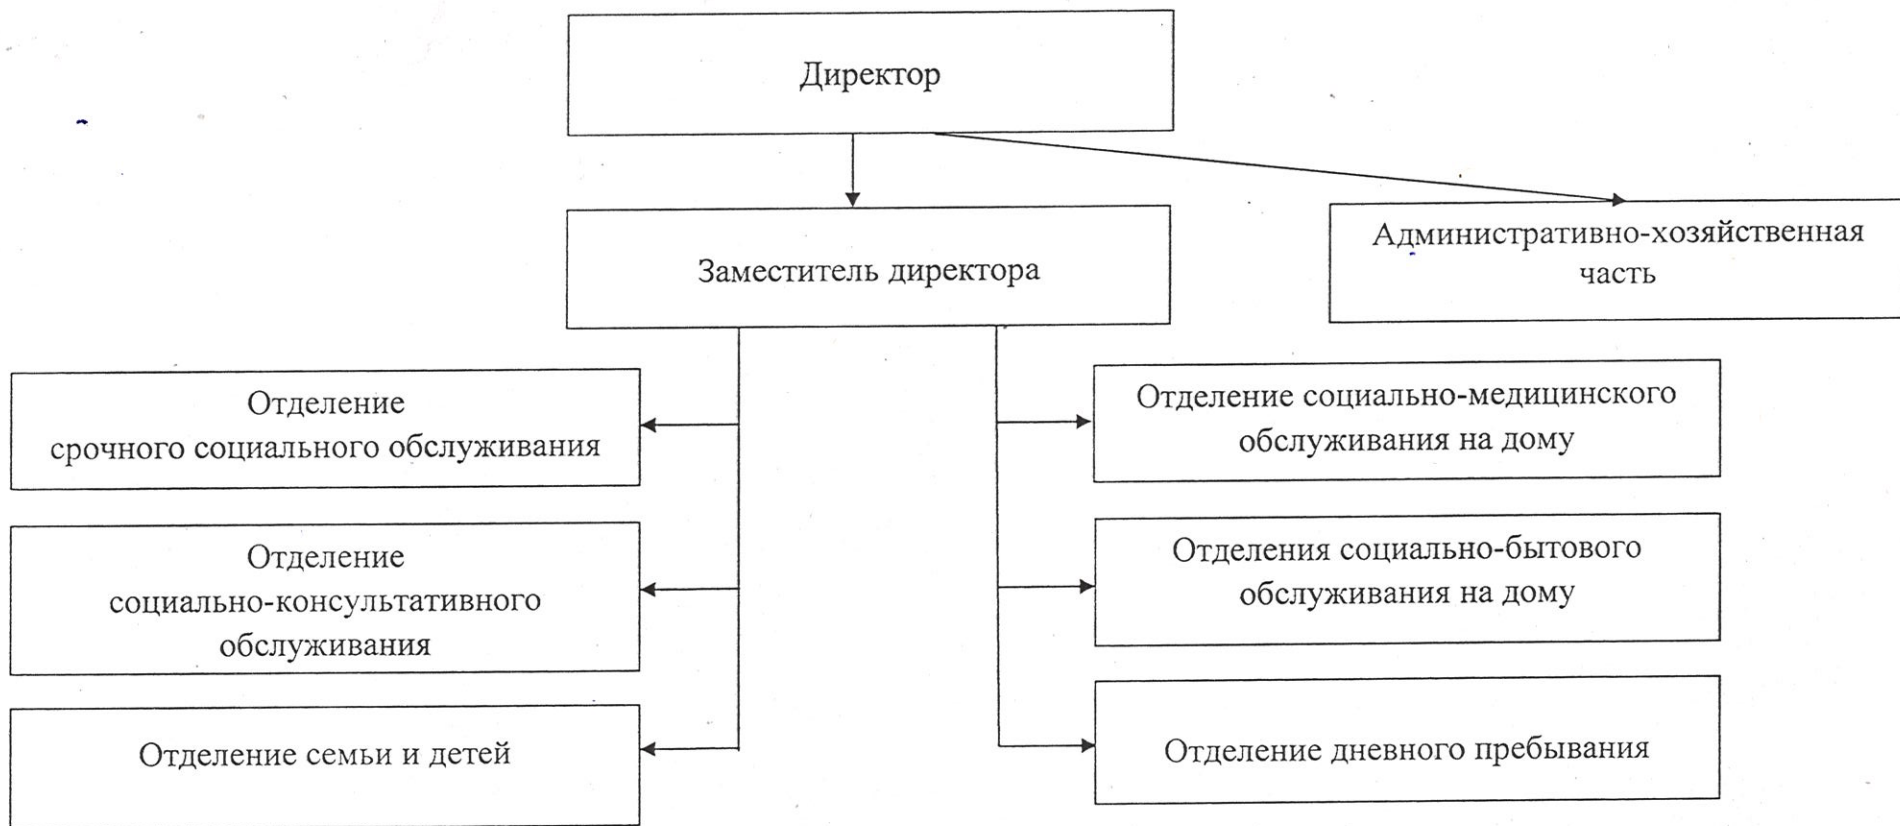 Директор
Заместитель директора
Административно-хозяйственная
часть
Отделение
срочного социального обслуживания
Отделение социально-медицинского
обслуживания на дому
Отделение
социально-консультативного
обслуживания
Отделения социально-бытового
обслуживания на дому
Отделение семьи и детей
Отделение дневного пребывания